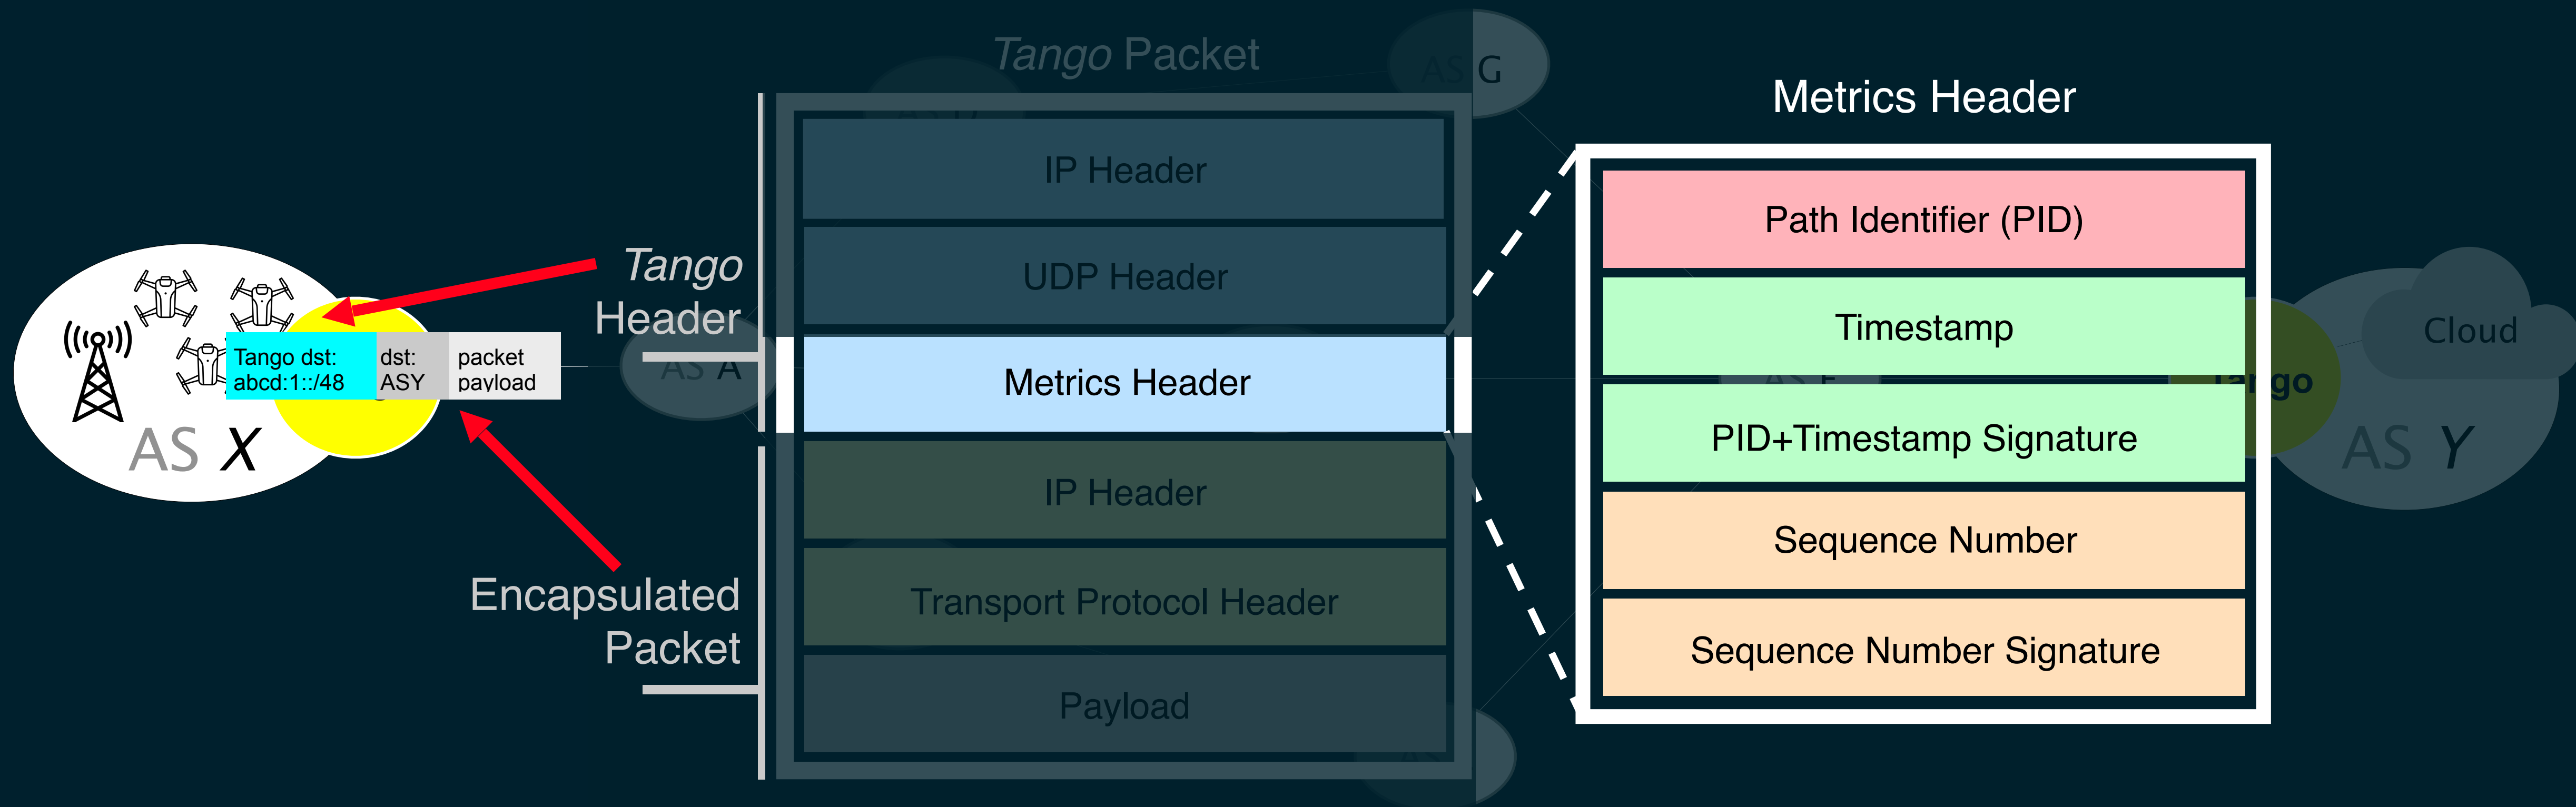 Tango Packet
AS G
Metrics Header
IP Header
Path Identifier (PID)
UDP Header
Timestamp
Tango
Header
Metrics Header
PID+Timestamp Signature
IP Header
Sequence Number
Transport Protocol Header
Sequence Number Signature
Payload
Encapsulated
Packet
Tango dst:
abcd:1::/48
dst:
ASY
packet
payload
AS X
AS A
Cloud
Tango
AS Y